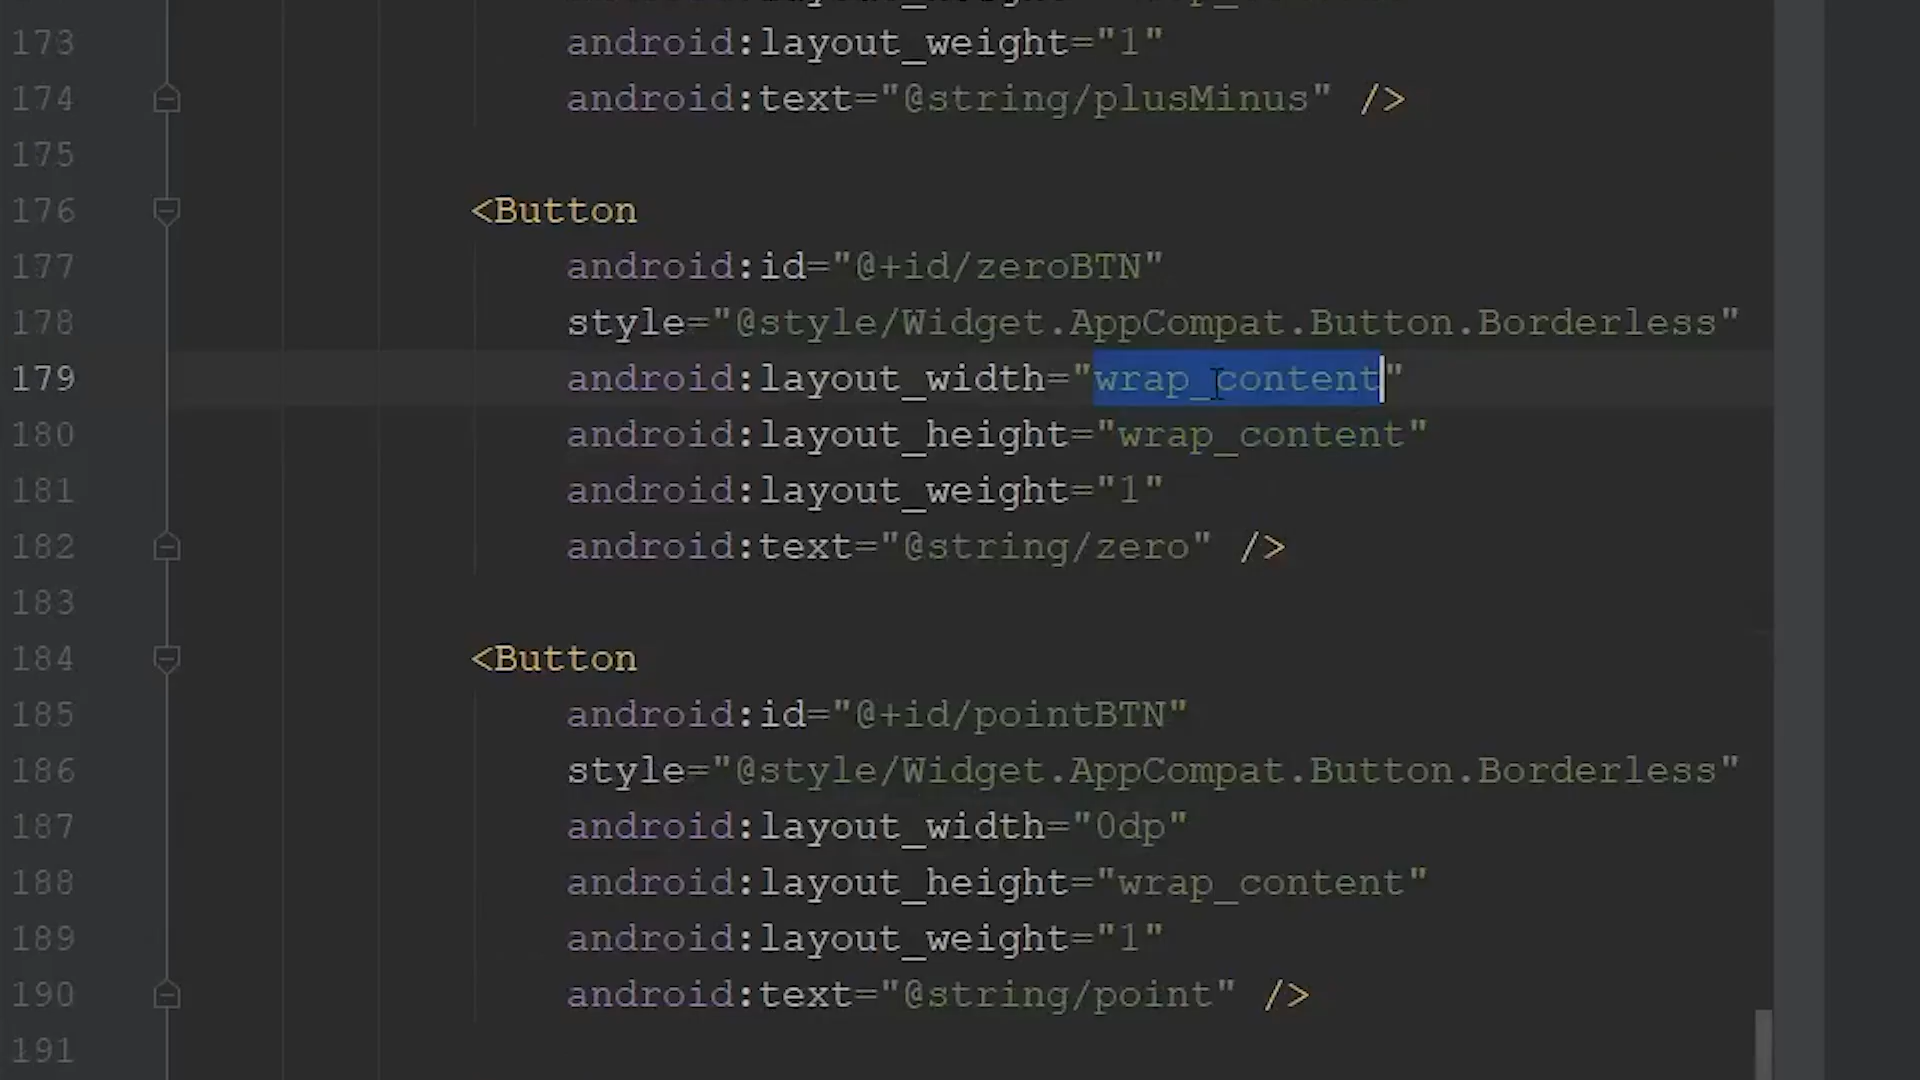 173 android:layout_weight="1"
174 android:text="@string/plusMinus" />
175
176 <Button
177 android:id="@+id/zeroBTN"
178 style="@style/Widget.AppCompat.Button.Borderless"
179 android:layout_width="wrap_content"
180 android:layout_height="wrap_content"
181 android:layout_weight="1"
182 android:text="@string/zero" />
183
184 <Button
185 android:id="@+id/pointBTN"
186 style="@style/Widget.AppCompat.Button.Borderless"
187 android:layout_width="0dp"
188 android:layout_height="wrap_content"
189 android:layout_weight="1"
190 android:text="@string/point" />
191